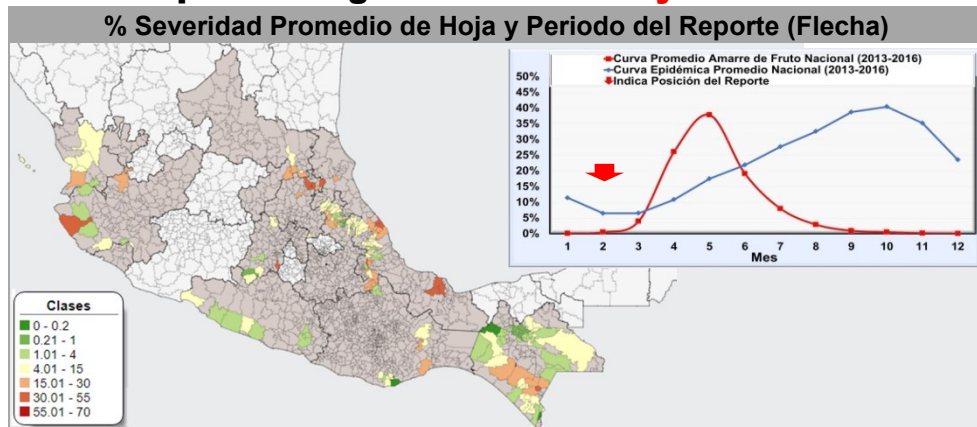 % Severidad Promedio de Hoja y Periodo del Reporte (Flecha)
Curva Promedio Amarre de Fruto Nacional (2013-2016)
Curva Epidémica Promedio Nacional (2013-2016)
Indica Posición del Reporte
50%
45%
40%
35%
30%
25%
20%
15%
10%
5%
0%
1 2 3 4 5 6 7 8 9 10 11 12
Mes
Clases
0 - 0.2
0.21 - 1
1.01 - 4
4.01 - 15
15.01 - 30
30.01 - 55
55.01 - 70